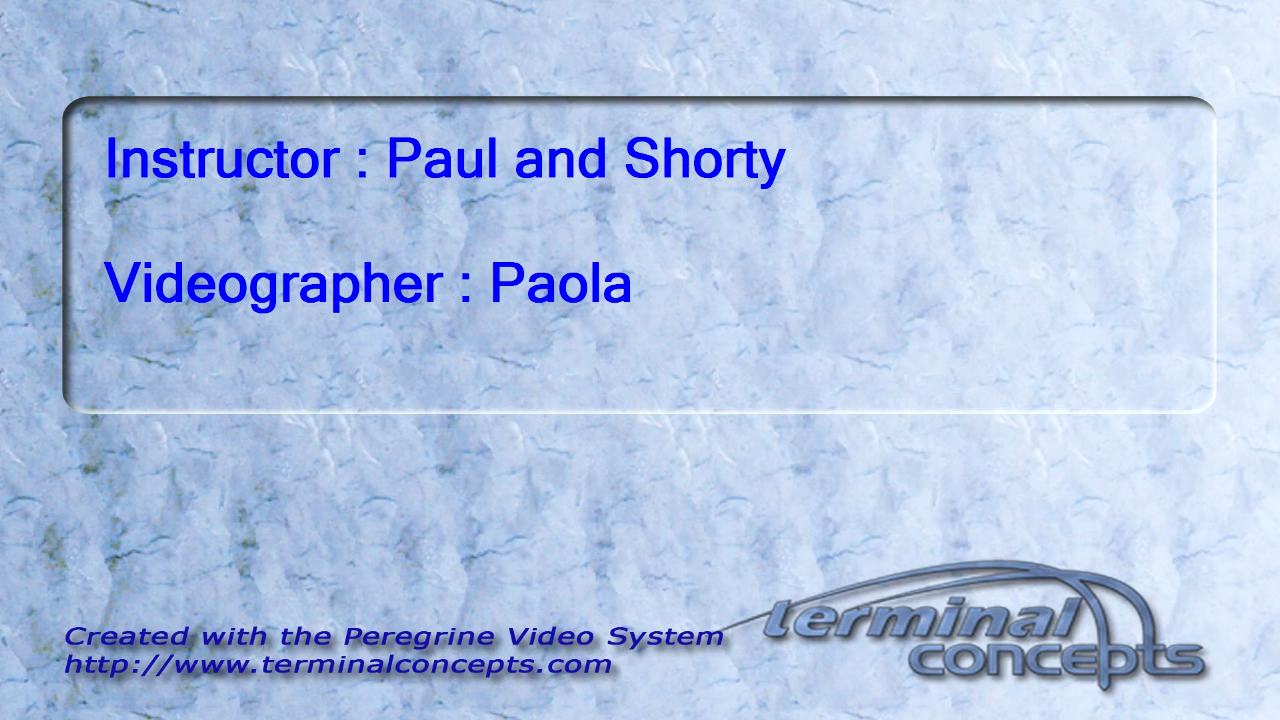 Instructor : Paul and Shorty
Videographer : Paola
Created with the Peregrine Video System
http://www.terminalconcepts.com
terminal
concepts